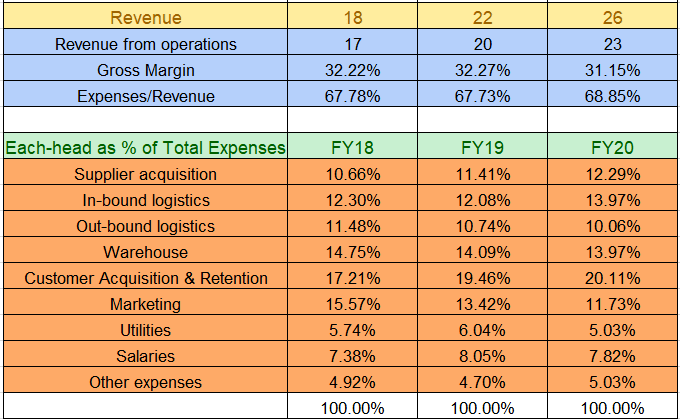 Revenue 18 22 26
Revenue from operations 17 20 23
Gross Margin 32.22% 32.27% 31.15%
Expenses/Revenue 67.78% 67.73% 68.85%
Each-head as % of Total Expenses FY18 FY19 FY20
Supplier acquisition 10.66% 11.41% 12.29%
In-bound logistics 12.30% 12.08% 13.97%
Out-bound logistics 11.48% 10.74% 10.06%
Warehouse 14.75% 14.09% 13.97%
Customer Acquisition & Retention 17.21% 19.46% 20.11%
Marketing 15.57% 13.42% 11.73%
Utilities 5.74% 6.04% 5.03%
Salaries 7.38% 8.05% 7.82%
Other expenses 4.92% 4.70% 5.03%
100.00% 100.00% 100.00%